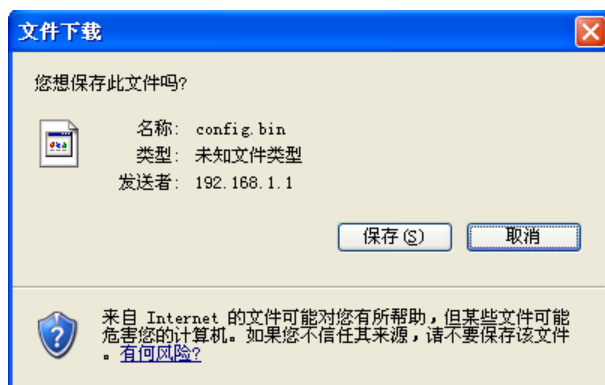 文件下载
您想保存此文件吗?
名称: config.bin
类型: 未知文件类型
发送者: 192.168.1.1
保存(S) 取消
来自 Internet 的文件可能对您有所帮助，但某些文件可能
危害您的计算机。如果您不信任其来源，请不要保存该文件
。有何风险?